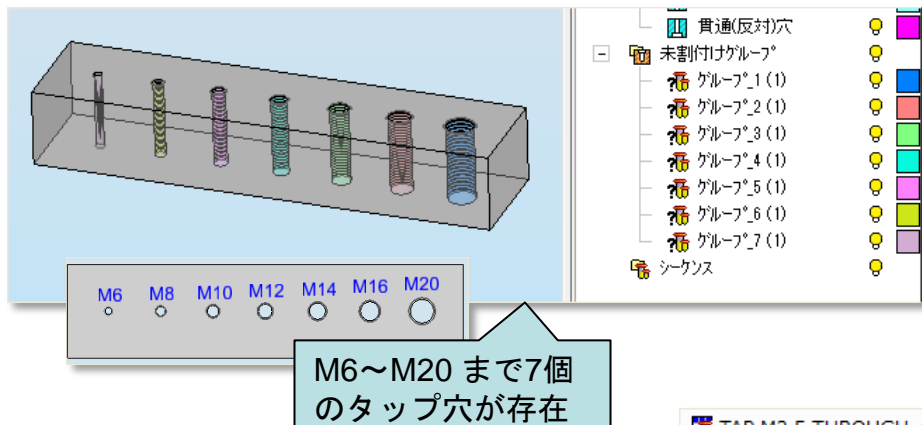 貫通(反対)穴
未割付けグループ
グループ_1 (1)
グループ_2 (1)
グループ_3 (1)
グループ_4 (1)
グループ_5 (1)
グループ_6 (1)
グループ_7 (1)
シーケンス
M6 M8 M10 M12 M14 M16 M20
M6～M20 まで7個
のタップ穴が存在